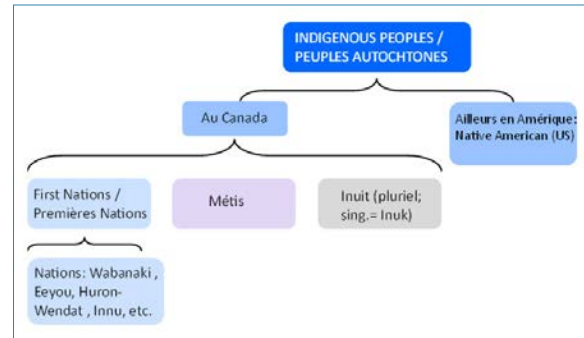 INDIGENOUS PEOPLES /
PEUPLES AUTOCHTONES
Au Canada
Ailleurs en Amérique:
Native American (US)
First Nations /
Premières Nations
Métis
Inuit (pluriel;
sing.= Inuk)
Nations: Wabanaki ,
Eeyou, Huron-
Wendat , Innu, etc.